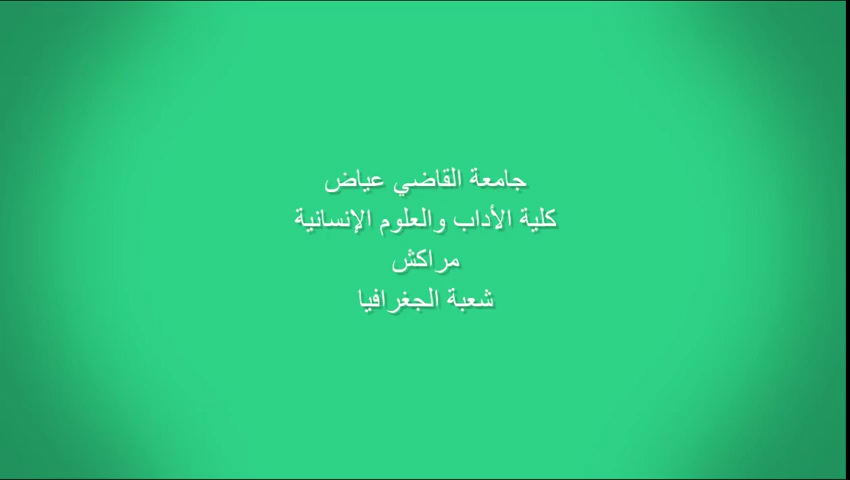 جامعة القاضي عياض
كلية الأداب والعلوم الإنسانية
مراكش
شعبة الجغرافيا